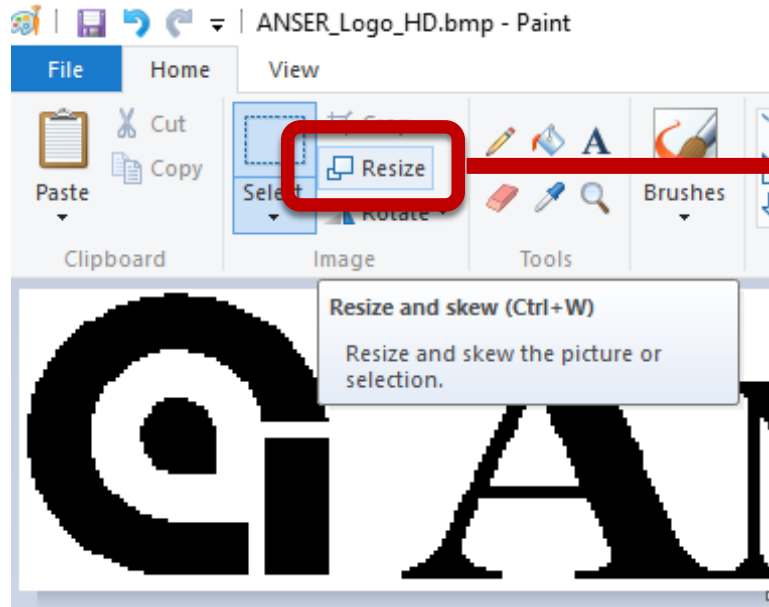 ANSER_Logo_HD.bmp - Paint
File Home View
Cut
Resize
Copy
Paste
Select
Rotate
Brushes
Clipboard Image Tools
Resize and skew (Ctrl+W)
Resize and skew the picture or
selection.
A